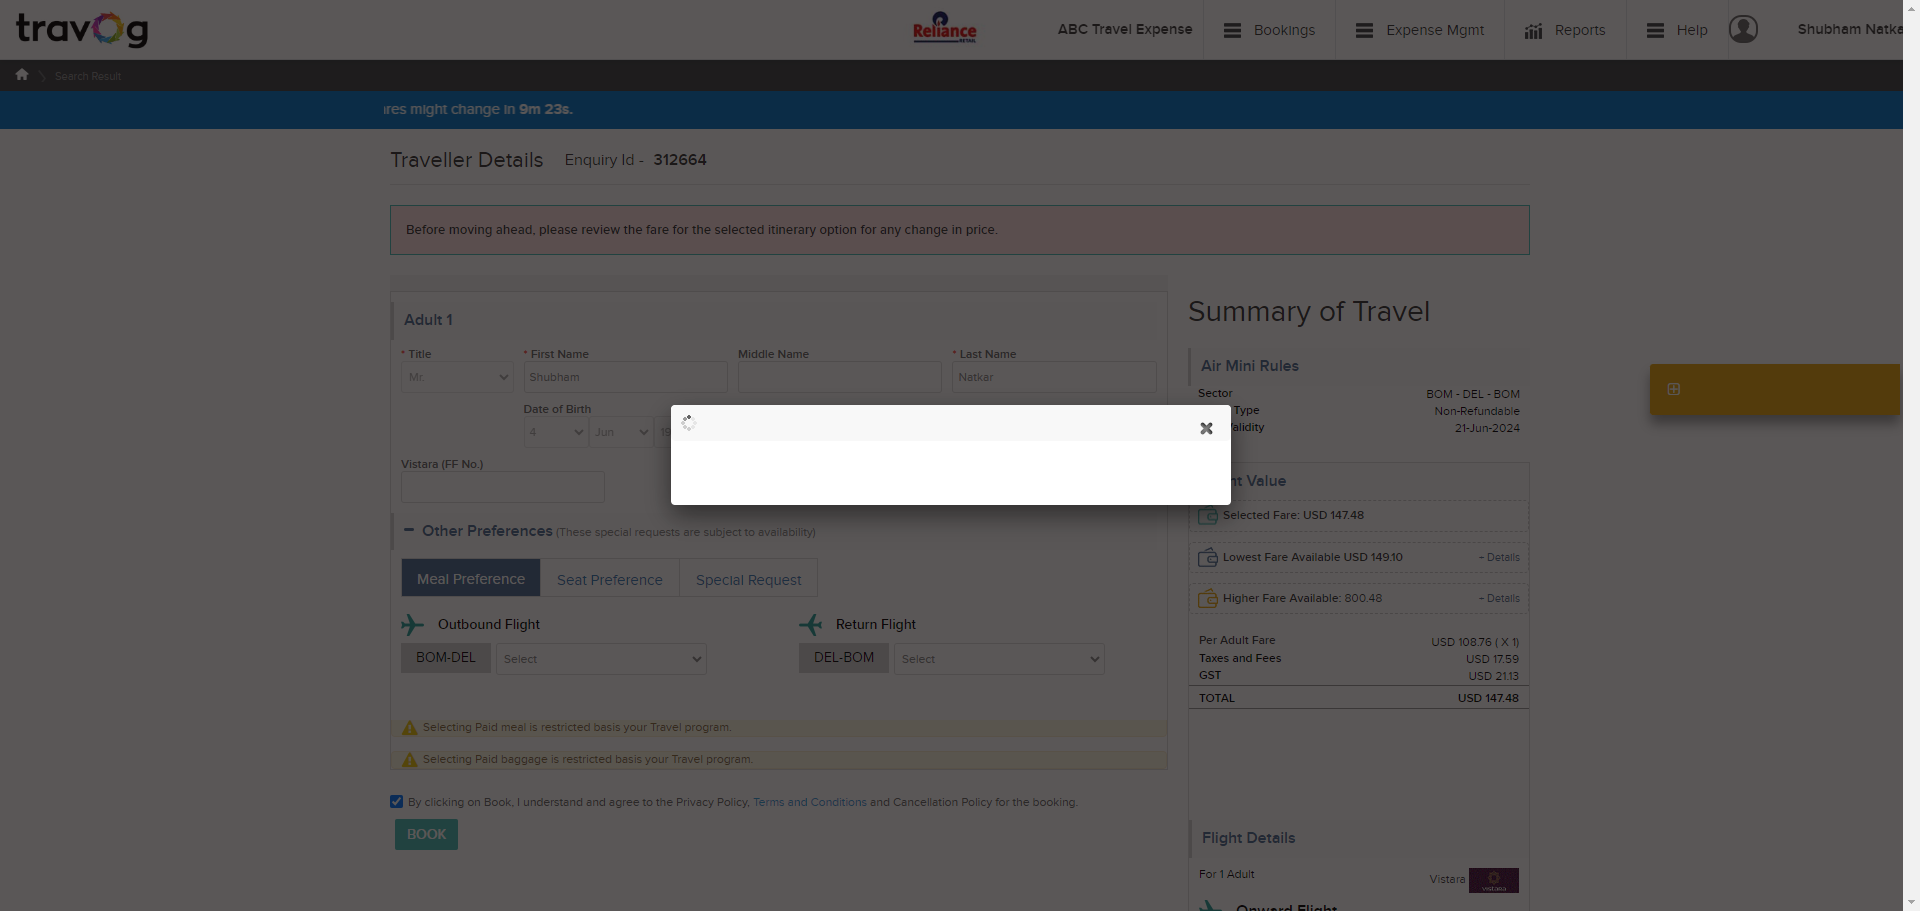 travog
Reliance
RETAIL
ABC Travel Expense
Bookings
Expense Mgmt
Reports
Help
Shubham Natka
Search Result
ares might change in 9m 23s.
Traveller Details
Enquiry Id - 312664
Before moving ahead, please review the fare for the selected itinerary option for any change in price.
Adult 1
* Title
* First Name
Middle Name
* Last Name
Mr.
Shubham
Natkar
Date of Birth
4
Jun
19
Vistara (FF No.)
Other Preferences (These special requests are subject to availability)
Meal Preference
Seat Preference
Special Request
Outbound Flight
Return Flight
BOM-DEL
Select
DEL-BOM
Select
Selecting Paid meal is restricted basis your Travel program.
Selecting Paid baggage is restricted basis your Travel program.
By clicking on Book, I understand and agree to the Privacy Policy, Terms and Conditions and Cancellation Policy for the booking.
BOOK
Summary of Travel
Air Mini Rules
Sector
BOM - DEL - BOM
Type
Non-Refundable
alidity
21-Jun-2024
nt Value
Selected Fare: USD 147.48
Lowest Fare Available USD 149.10
- Details
Higher Fare Available: 800.48
- Details
Per Adult Fare
USD 108.76 ( X 1)
Taxes and Fees
USD 17.59
GST
USD 21.13
TOTAL
USD 147.48
Flight Details
For 1 Adult
Vistara
vistara
Onward Flight